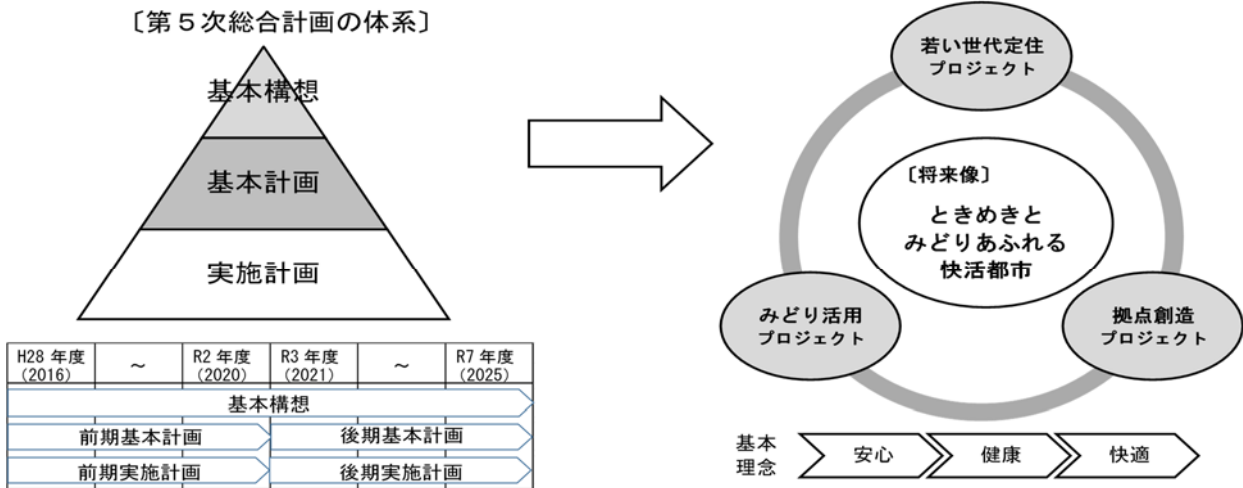 〔第５次総合計画の体系〕
基本構想
基本計画
実施計画
H28 年度
(2016)
～
R2 年度
(2020)
R3 年度
(2021)
～
R7 年度
(2025)
基本構想
前期基本計画
後期基本計画
前期実施計画
後期実施計画
若い世代定住
プロジェクト
〔将来像〕
ときめきと
みどりあふれる
快活都市
みどり活用
プロジェクト
拠点創造
プロジェクト
基本
理念
安心
健康
快適